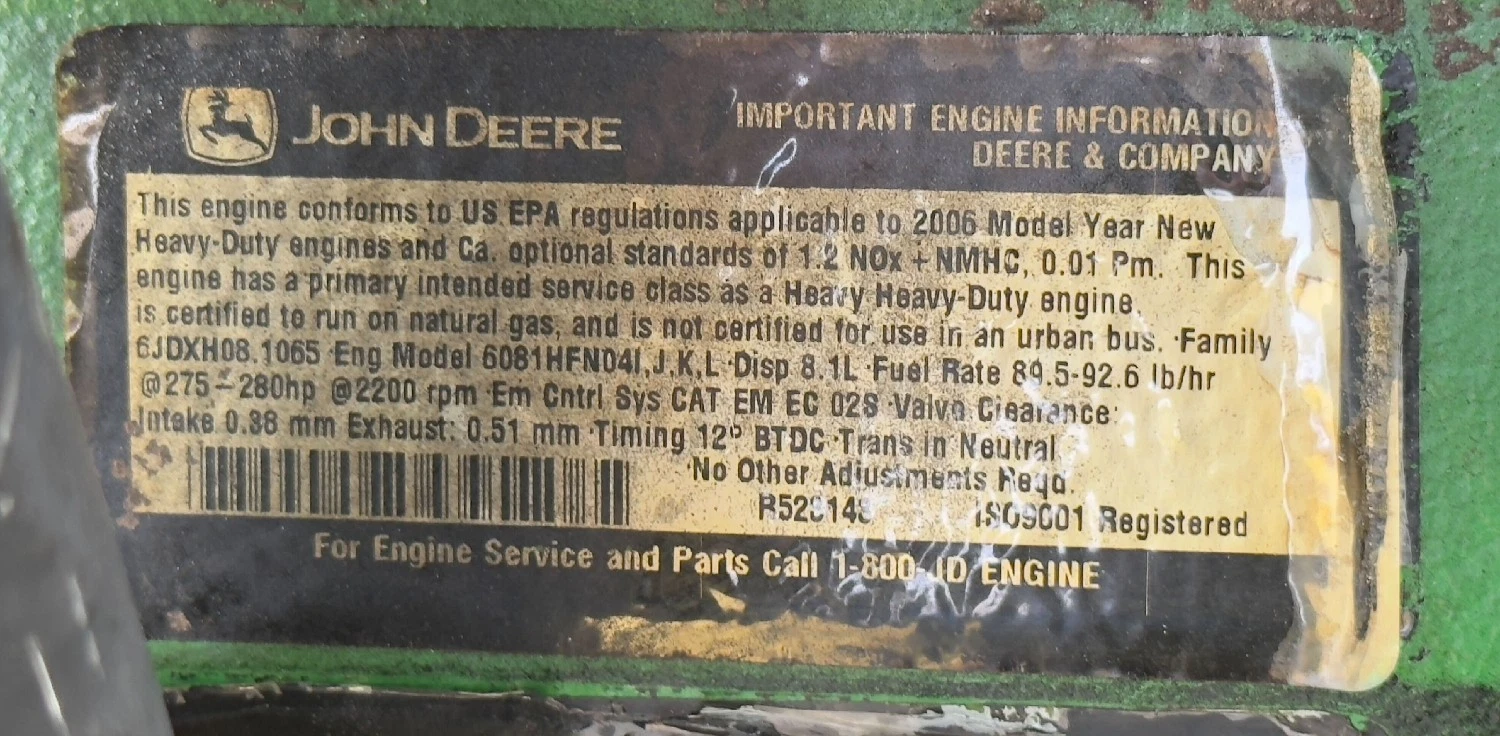 JOHN DEERE
IMPORTANT ENGINE INFORMATION
DEERE & COMPANY
This engine conforms to US EPA regulations applicable to 2006 Model Year New
Heavy-Duty engines and Ca. optional standards of 1.2 NOx + NMHC, 0.01 Pm. This
engine has a primary intended service class as a Heavy Heavy-Duty engine
is certified to run on natural gas, and is not certified for use in an urban bus. ·Family
6JDXH08.1065 ·Eng Model 6081HFN04I,J,K,L ·Disp 8.1L ·Fuel Rate 89.5-92.6 lb/hr
@275 - 280hp @2200 rpm ·Em Cntrl Sys CAT EM EC 02S ·Valve Clearance:
Intake 0.38 mm Exhaust: 0.51 mm ·Timing 12° BTDC ·Trans in Neutral
·No Other Adjustments Reqd.
ISO9001 Registered
For Engine Service and Parts Call 1-800-JD ENGINE